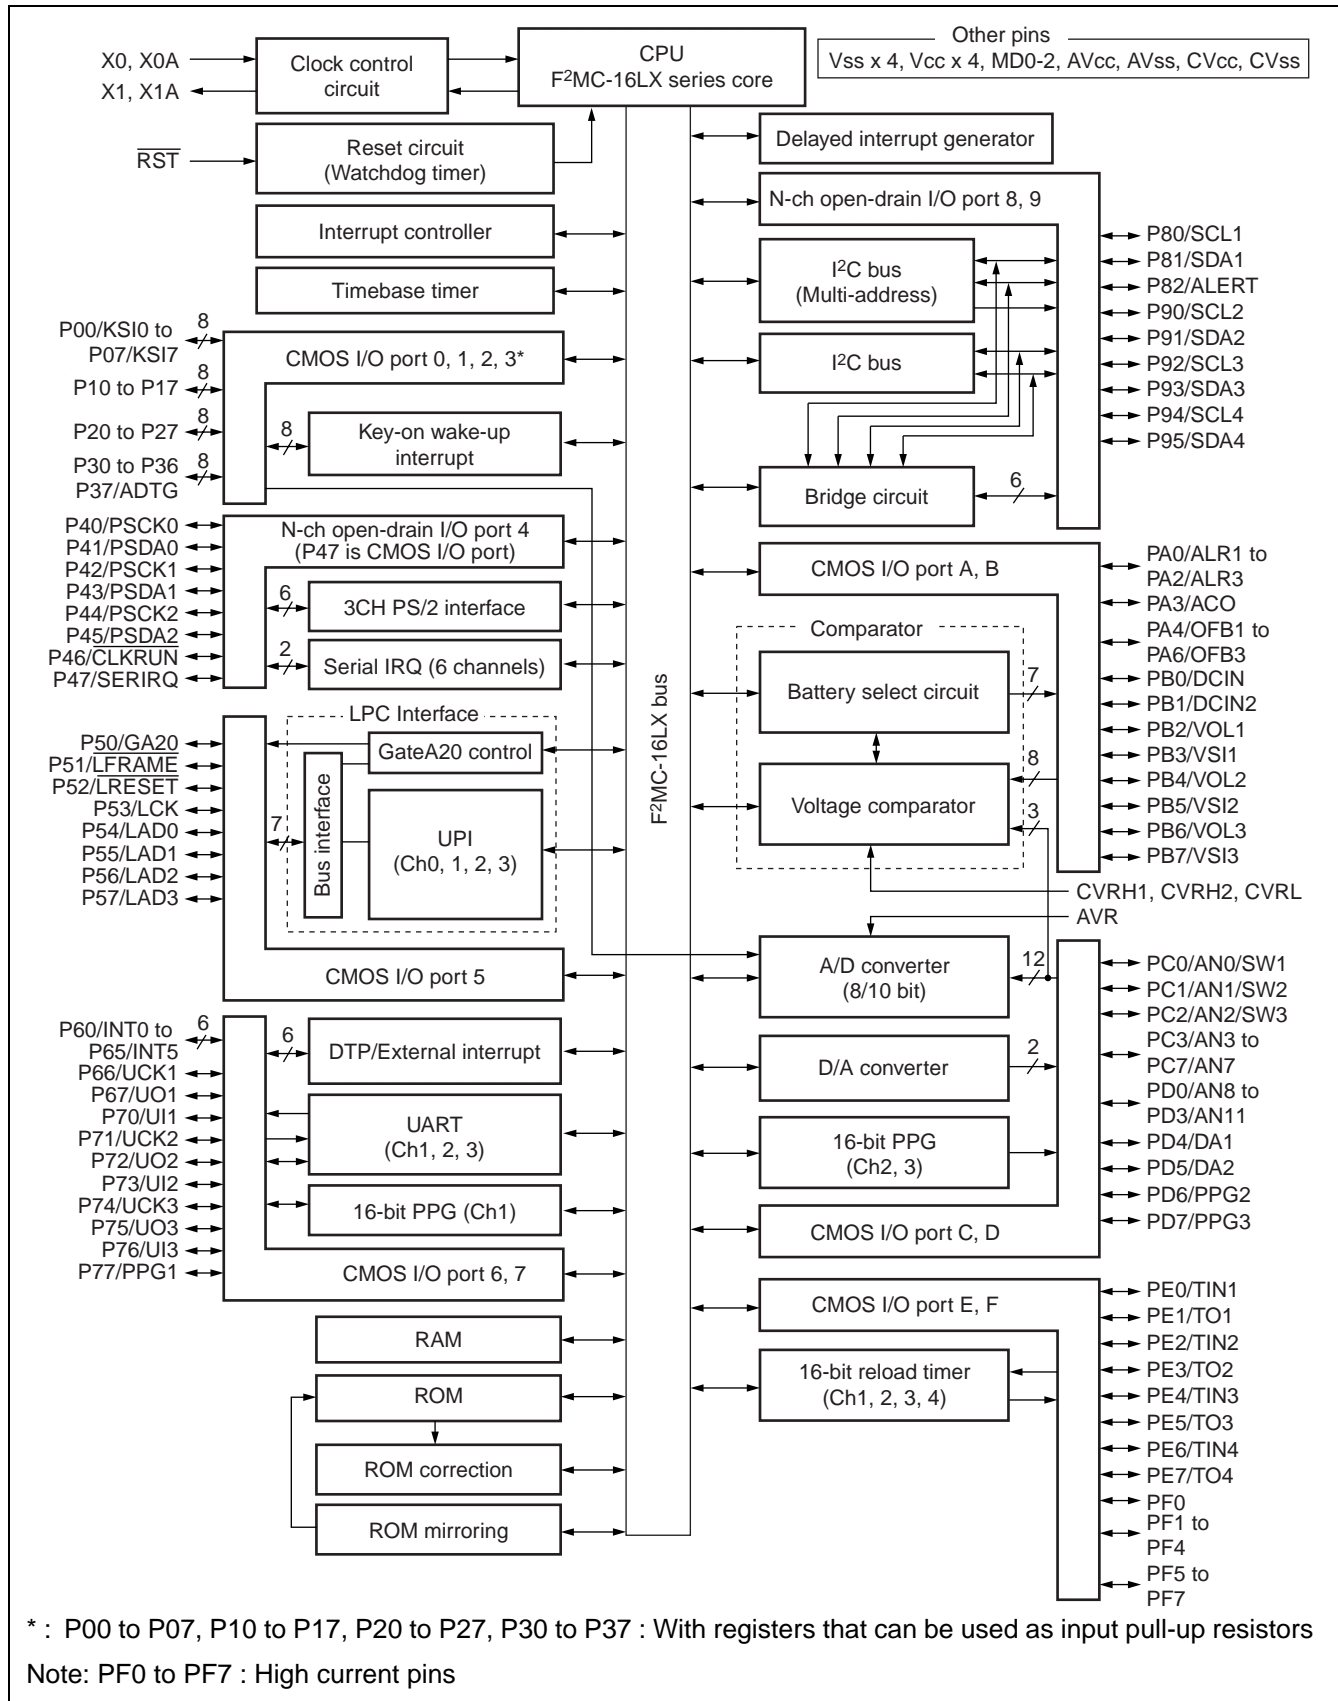 X0, X0A
X1, X1A
Clock control
circuit
CPU
F²MC-16LX series core
Other pins
Vss x 4, Vcc x 4, MD0-2, AVcc, AVss, CVcc, CVss
RST
Reset circuit
(Watchdog timer)
Interrupt controller
Timebase timer
P00/KSI0 to
P07/KSI7
8
P10 to P17
8
P20 to P27
8
P30 to P36
P37/ADTG
8
CMOS I/O port 0, 1, 2, 3*
8
Key-on wake-up
interrupt
P40/PSCK0
P41/PSDA0
P42/PSCK1
P43/PSDA1
P44/PSCK2
P45/PSDA2
P46/CLKRUN
P47/SERIRQ
N-ch open-drain I/O port 4
(P47 is CMOS I/O port)
6
3CH PS/2 interface
2
Serial IRQ (6 channels)
LPC Interface
P50/GA20
P51/LFRAME
P52/LRESET
P53/LCK
P54/LAD0
P55/LAD1
P56/LAD2
P57/LAD3
GateA20 control
7
Bus interface
UPI
(Ch0, 1, 2, 3)
CMOS I/O port 5
P60/INT0 to
P65/INT5
6
P66/UCK1
P67/UO1
P70/UI1
P71/UCK2
P72/UO2
P73/UI2
P74/UCK3
P75/UO3
P76/UI3
P77/PPG1
6
DTP/External interrupt
UART
(Ch1, 2, 3)
16-bit PPG (Ch1)
CMOS I/O port 6, 7
RAM
ROM
ROM correction
ROM mirroring
F²MC-16LX bus
Delayed interrupt generator
N-ch open-drain I/O port 8, 9
I²C bus
(Multi-address)
I²C bus
Bridge circuit
6
P80/SCL1
P81/SDA1
P82/ALERT
P90/SCL2
P91/SDA2
P92/SCL3
P93/SDA3
P94/SCL4
P95/SDA4
CMOS I/O port A, B
Comparator
Battery select circuit
7
Voltage comparator
8
3
PA0/ALR1 to
PA2/ALR3
PA3/ACO
PA4/OFB1 to
PA6/OFB3
PB0/DCIN
PB1/DCIN2
PB2/VOL1
PB3/VSI1
PB4/VOL2
PB5/VSI2
PB6/VOL3
PB7/VSI3
CVRH1, CVRH2, CVRL
AVR
A/D converter
(8/10 bit)
12
D/A converter
2
16-bit PPG
(Ch2, 3)
CMOS I/O port C, D
PC0/AN0/SW1
PC1/AN1/SW2
PC2/AN2/SW3
PC3/AN3 to
PC7/AN7
PD0/AN8 to
PD3/AN11
PD4/DA1
PD5/DA2
PD6/PPG2
PD7/PPG3
CMOS I/O port E, F
16-bit reload timer
(Ch1, 2, 3, 4)
PE0/TIN1
PE1/TO1
PE2/TIN2
PE3/TO2
PE4/TIN3
PE5/TO3
PE6/TIN4
PE7/TO4
PF0
PF1 to
PF4
PF5 to
PF7
* : P00 to P07, P10 to P17, P20 to P27, P30 to P37 : With registers that can be used as input pull-up resistors
Note: PF0 to PF7 : High current pins